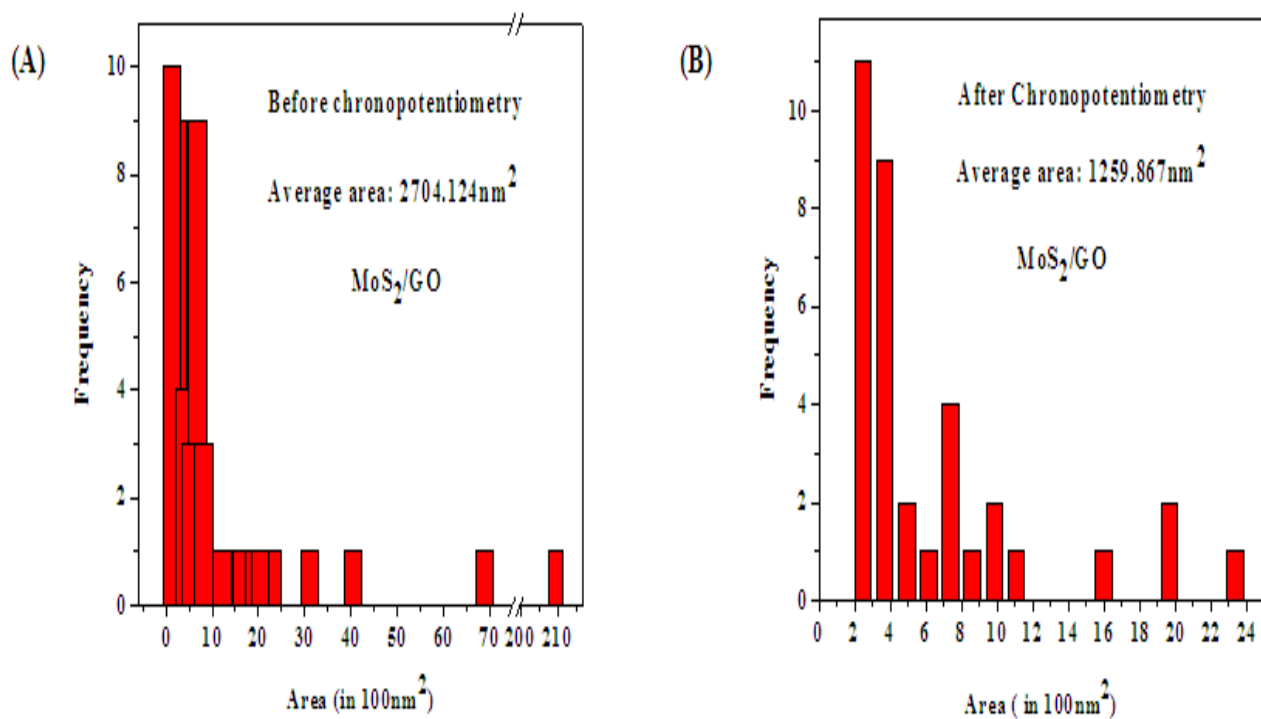 (A)
Before chronopotentiometry
Average area: 2704.124nm²
MoS₂/GO
Frequency
10
8
6
4
2
0
0 10 20 30 40 50 60 70 200 210
Area (in 100nm²)
(B)
After Chronopotentiometry
Average area: 1259.867nm²
MoS₂/GO
Frequency
10
8
6
4
2
0
0 2 4 6 8 10 12 14 16 18 20 22 24
Area ( in 100nm²)